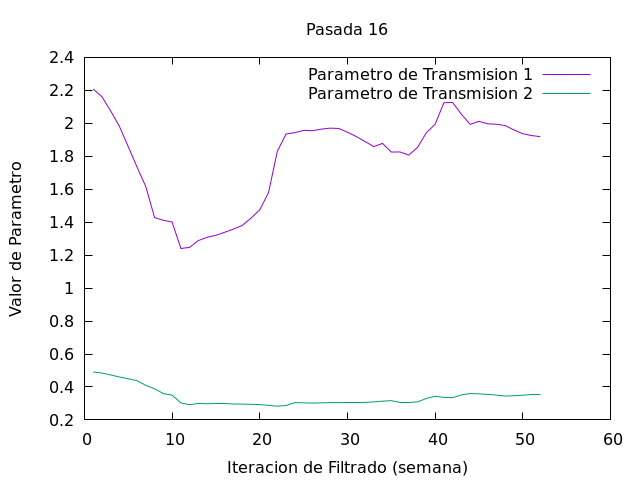 Pasada 16
Parametro de Transmision 1
Parametro de Transmision 2
2.4
2.2
2
1.8
1.6
1.4
1.2
1
0.8
0.6
0.4
0.2
Valor de Parametro
0 10 20 30 40 50 60
Iteracion de Filtrado (semana)